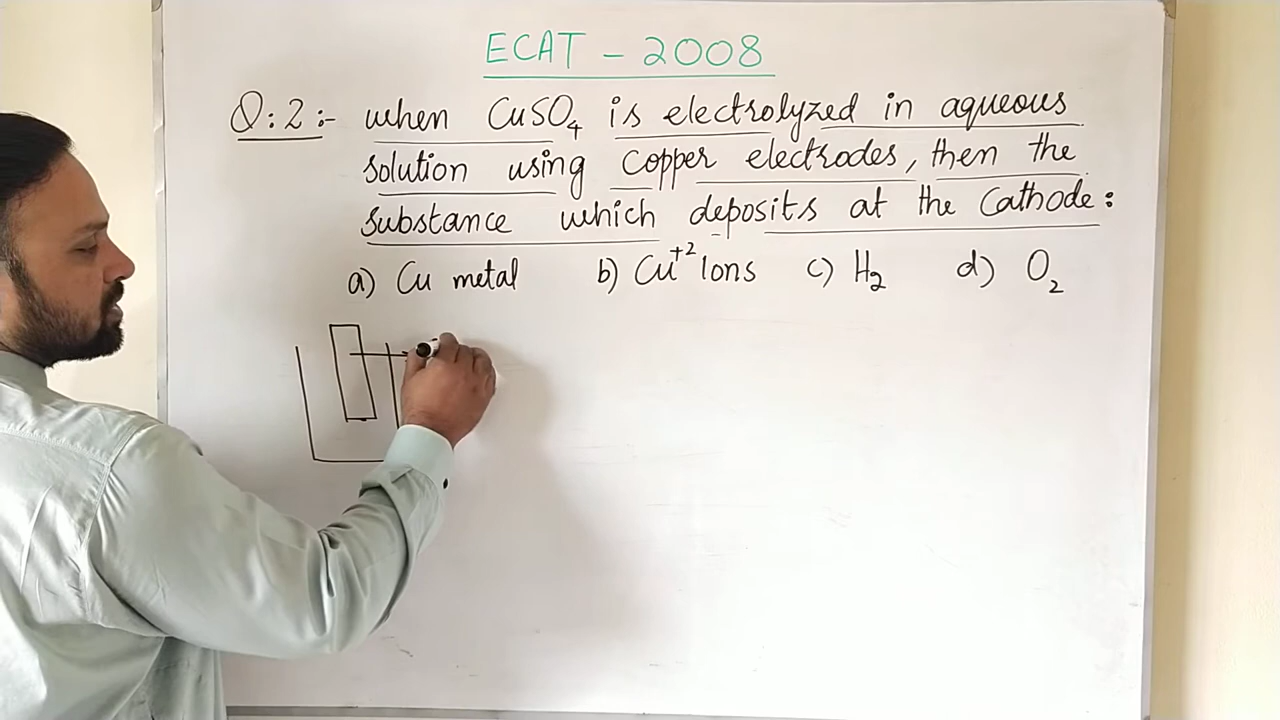 ECAT - 2008
Q:2:- when CuSO₄ is electrolyzed in aqueous
solution using copper electrodes, then the
substance which deposits at the cathode:
a) Cu metal b) Cu⁺² Ions c) H₂ d) O₂